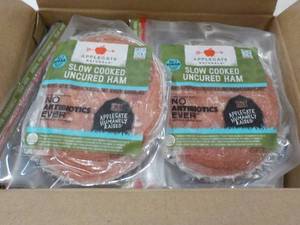 APPLEGATE
NATURALS
SLOW COOKED
UNCURED HAM
NO
ANTIBIOTICS
EVER
APPLEGATE
HUMANELY
RAISED
APPLEGATE
NATURALS
SLOW COOKED
UNCURED HAM
NO
ANTIBIOTICS
EVER
APPLEGATE
HUMANELY
RAISED